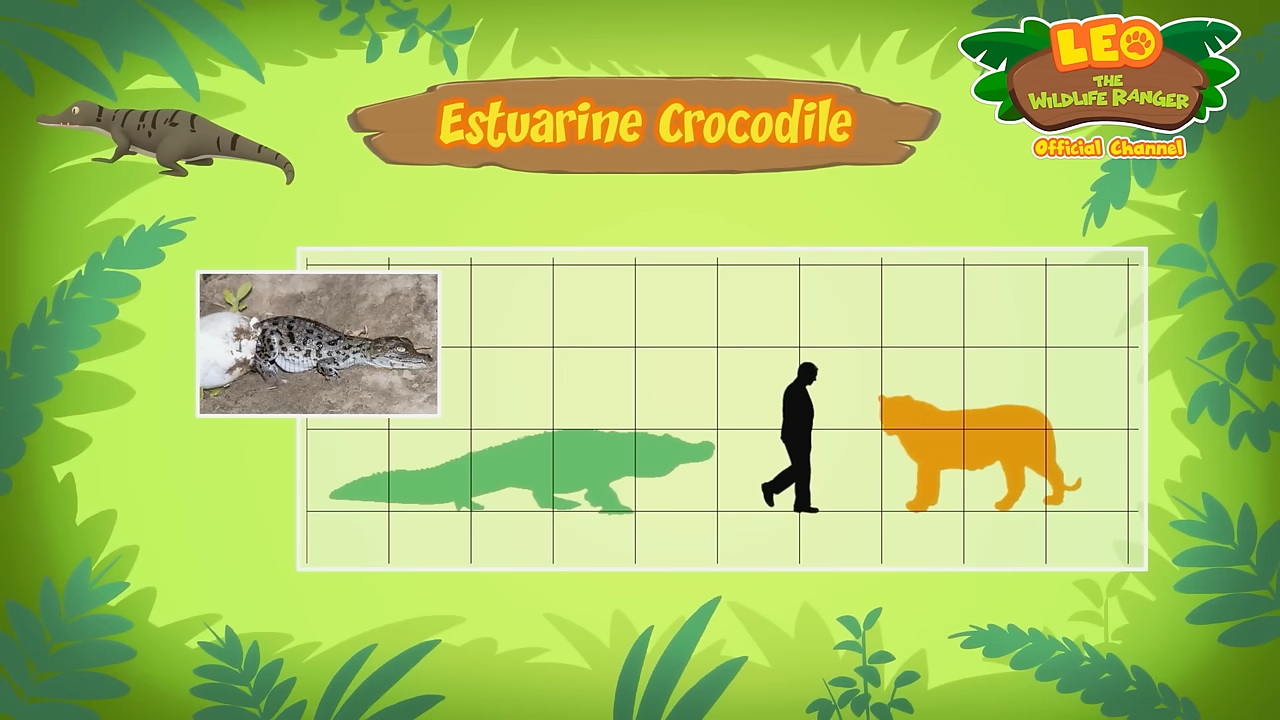 Estuarine Crocodile
LEO
THE
WILDLIFE RANGER
Official Channel